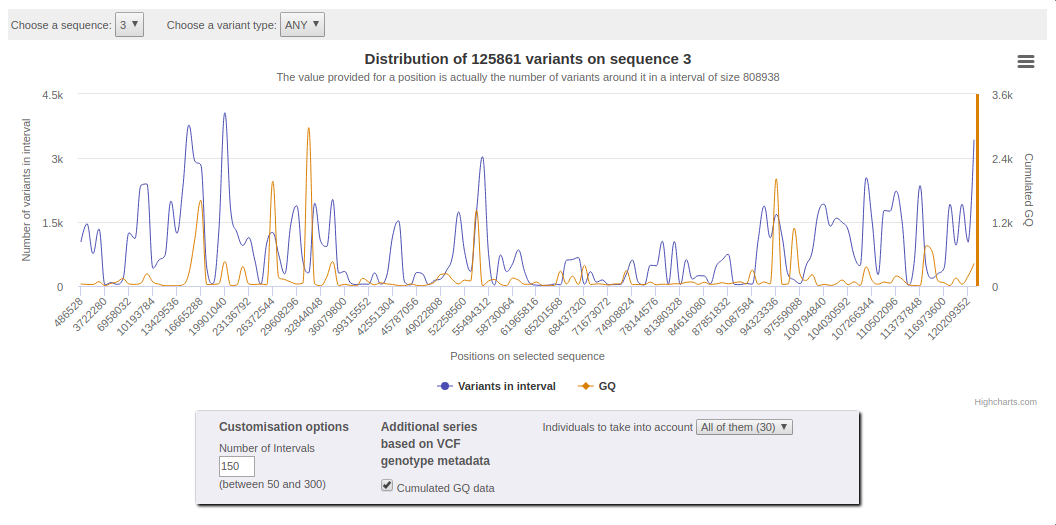 Choose a sequence: 3 ▼ Choose a variant type: ANY ▼
Distribution of 125861 variants on sequence 3
The value provided for a position is actually the number of variants around it in a interval of size 808938
4.5k
3k
1.5k
0
Number of variants in interval
3.6k
2.4k
1.2k
0
Cumulated GQ
486528
3722280
6958032
10193784
13429536
16665288
19901040
23136792
26372544
29608296
32844048
36079800
39315552
42551304
45787056
49022808
52258560
55494312
58730064
61965816
65201568
68437320
71673072
74908824
78144576
81380328
84616080
87851832
91087584
94323336
97559088
100794840
104030592
107266344
110502096
113737848
116973600
120209352
Positions on selected sequence
Variants in interval GQ
Highcharts.com
Customisation options
Number of Intervals
150
(between 50 and 300)
Additional series
based on VCF
genotype metadata
Cumulated GQ data
Individuals to take into account All of them (30) ▼